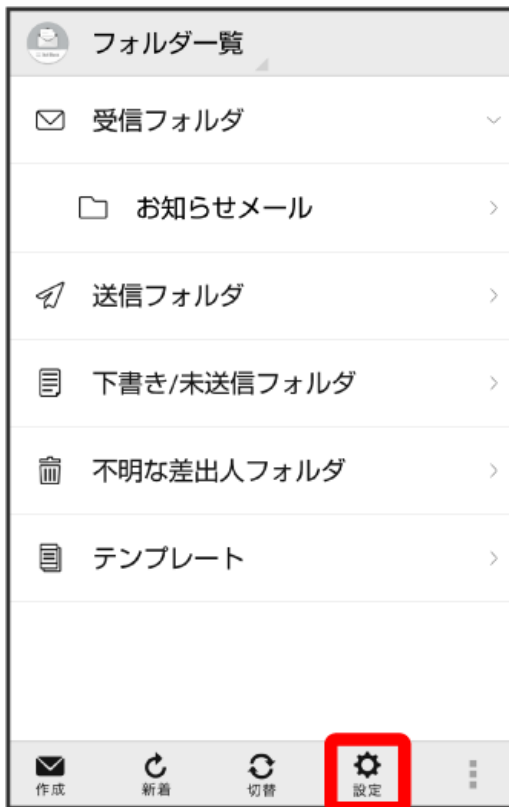 フォルダ一覧
受信フォルダ
お知らせメール
送信フォルダ
下書き/未送信フォルダ
不明な差出人フォルダ
テンプレート
作成
新着
切替
設定